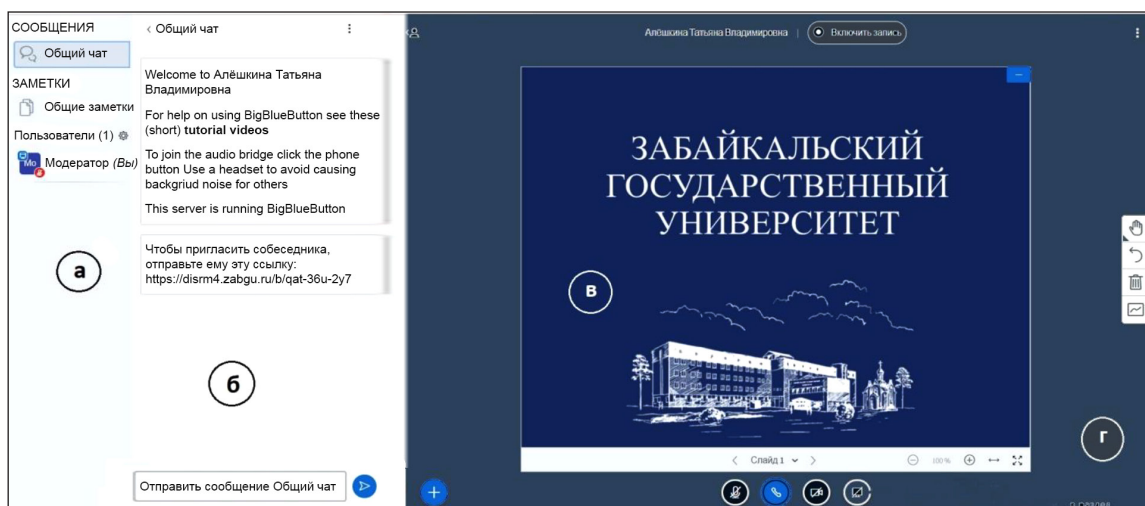 СООБЩЕНИЯ
Общий чат
ЗАМЕТКИ
Общие заметки
Пользователи (1)
Mo Модератор (Вы)
а
‹ Общий чат
Welcome to Алёшкина Татьяна
Владимировна
For help on using BigBlueButton see these
(short) tutorial videos
To join the audio bridge click the phone
button Use a headset to avoid causing
backgriud noise for others
This server is running BigBlueButton
Чтобы пригласить собеседника,
отправьте ему эту ссылку:
https://disrm4.zabgu.ru/b/qat-36u-2y7
б
Отправить сообщение Общий чат
Алёшкина Татьяна Владимировна | Включить запись
ЗАБАЙКАЛЬСКИЙ
ГОСУДАРСТВЕННЫЙ
УНИВЕРСИТЕТ
в
Слайд 1
100%
г